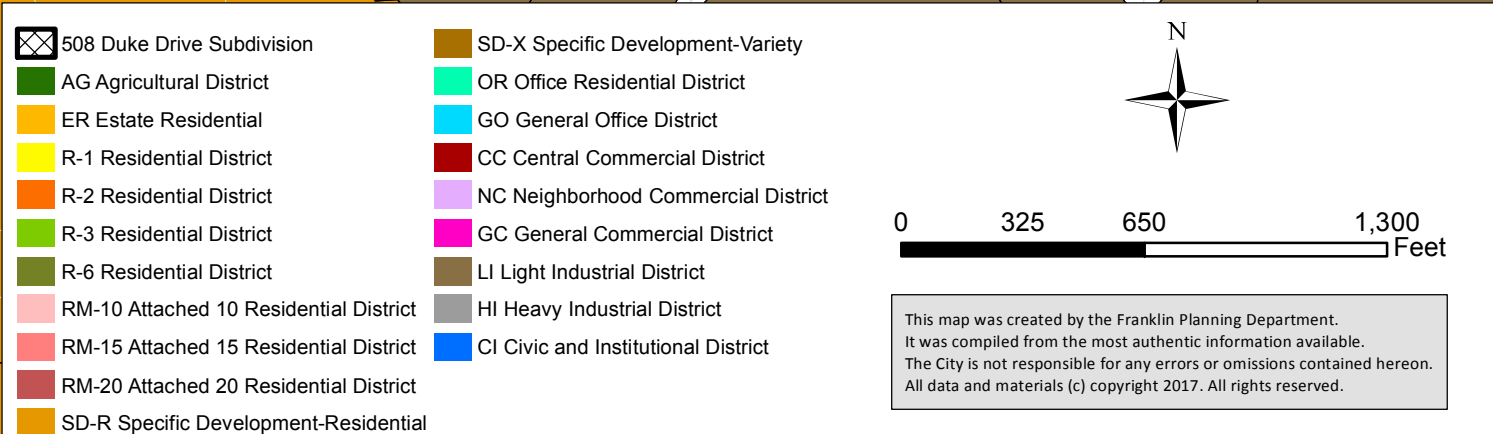 508 Duke Drive Subdivision
AG Agricultural District
ER Estate Residential
R-1 Residential District
R-2 Residential District
R-3 Residential District
R-6 Residential District
RM-10 Attached 10 Residential District
RM-15 Attached 15 Residential District
RM-20 Attached 20 Residential District
SD-R Specific Development-Residential
SD-X Specific Development-Variety
OR Office Residential District
GO General Office District
CC Central Commercial District
NC Neighborhood Commercial District
GC General Commercial District
LI Light Industrial District
HI Heavy Industrial District
CI Civic and Institutional District
N
0 325 650 1,300
Feet
This map was created by the Franklin Planning Department.
It was compiled from the most authentic information available.
The City is not responsible for any errors or omissions contained hereon.
All data and materials (c) copyright 2017. All rights reserved.